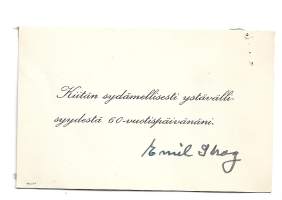 Kiitän sydämellisesti ystävälli-
syydestä 60-vuotispäivänäni.
Emil Skog